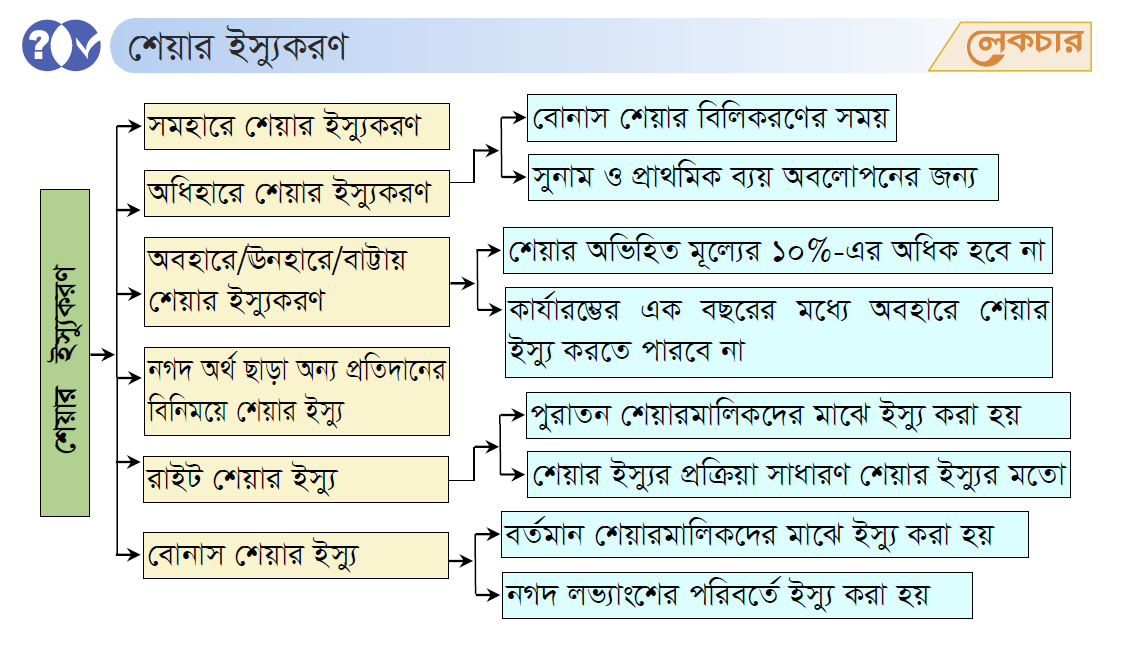 শেয়ার ইস্যুকরণ
লেকচার
শেয়ার ইস্যুকরণ
সমহারে শেয়ার ইস্যুকরণ
অধিহারে শেয়ার ইস্যুকরণ
বোনাস শেয়ার বিলিকরণের সময়
সুনাম ও প্রাথমিক ব্যয় অবলোপনের জন্য
অবহারে/ঊনহারে/বাট্টায়
শেয়ার ইস্যুকরণ
শেয়ার অভিহিত মূল্যের ১০%-এর অধিক হবে না
কার্যারম্ভের এক বছরের মধ্যে অবহারে শেয়ার
ইস্যু করতে পারবে না
নগদ অর্থ ছাড়া অন্য প্রতিদানের
বিনিময়ে শেয়ার ইস্যু
রাইট শেয়ার ইস্যু
পুরাতন শেয়ারমালিকদের মাঝে ইস্যু করা হয়
শেয়ার ইস্যুর প্রক্রিয়া সাধারণ শেয়ার ইস্যুর মতো
বোনাস শেয়ার ইস্যু
বর্তমান শেয়ারমালিকদের মাঝে ইস্যু করা হয়
নগদ লভ্যাংশের পরিবর্তে ইস্যু করা হয়